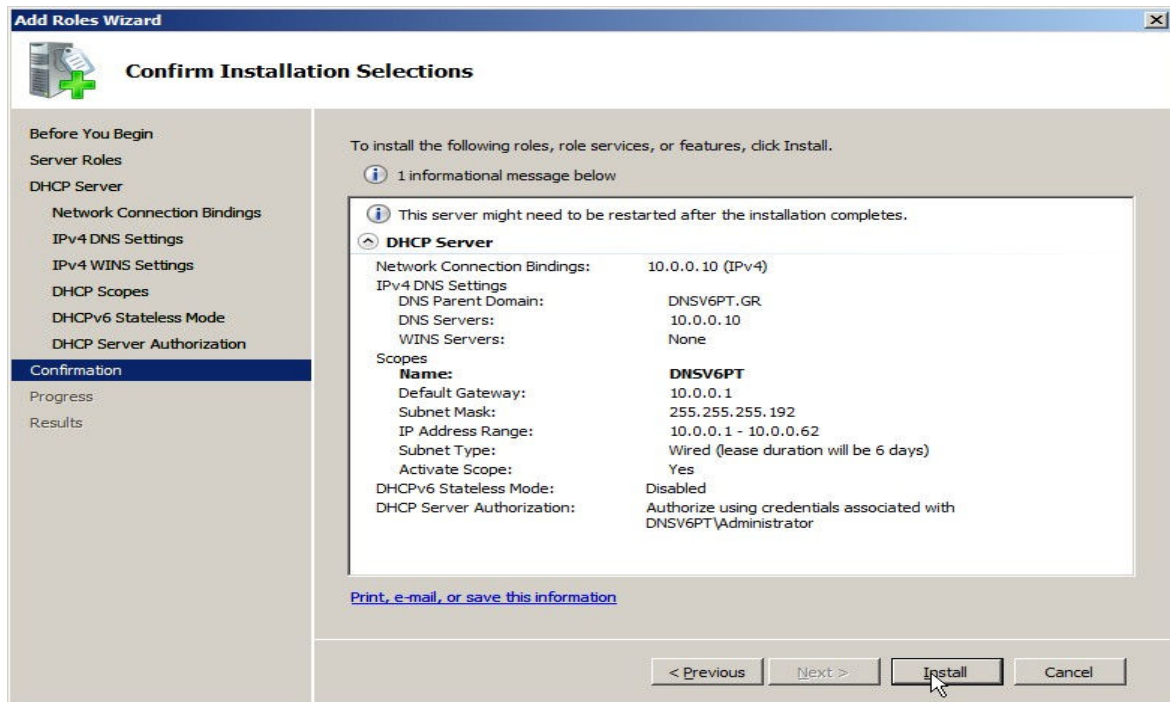 Add Roles Wizard
Confirm Installation Selections
Before You Begin
Server Roles
DHCP Server
Network Connection Bindings
IPv4 DNS Settings
IPv4 WINS Settings
DHCP Scopes
DHCPv6 Stateless Mode
DHCP Server Authorization
Confirmation
Progress
Results
To install the following roles, role services, or features, click Install.
1 informational message below
This server might need to be restarted after the installation completes.
DHCP Server
Network Connection Bindings: 10.0.0.10 (IPv4)
IPv4 DNS Settings
DNS Parent Domain: DNSV6PT.GR
DNS Servers: 10.0.0.10
WINS Servers: None
Scopes
Name: DNSV6PT
Default Gateway: 10.0.0.1
Subnet Mask: 255.255.255.192
IP Address Range: 10.0.0.1 - 10.0.0.62
Subnet Type: Wired (lease duration will be 6 days)
Activate Scope: Yes
DHCPv6 Stateless Mode: Disabled
DHCP Server Authorization: Authorize using credentials associated with
DNSV6PT\Administrator
Print, e-mail, or save this information
< Previous Next > Install Cancel